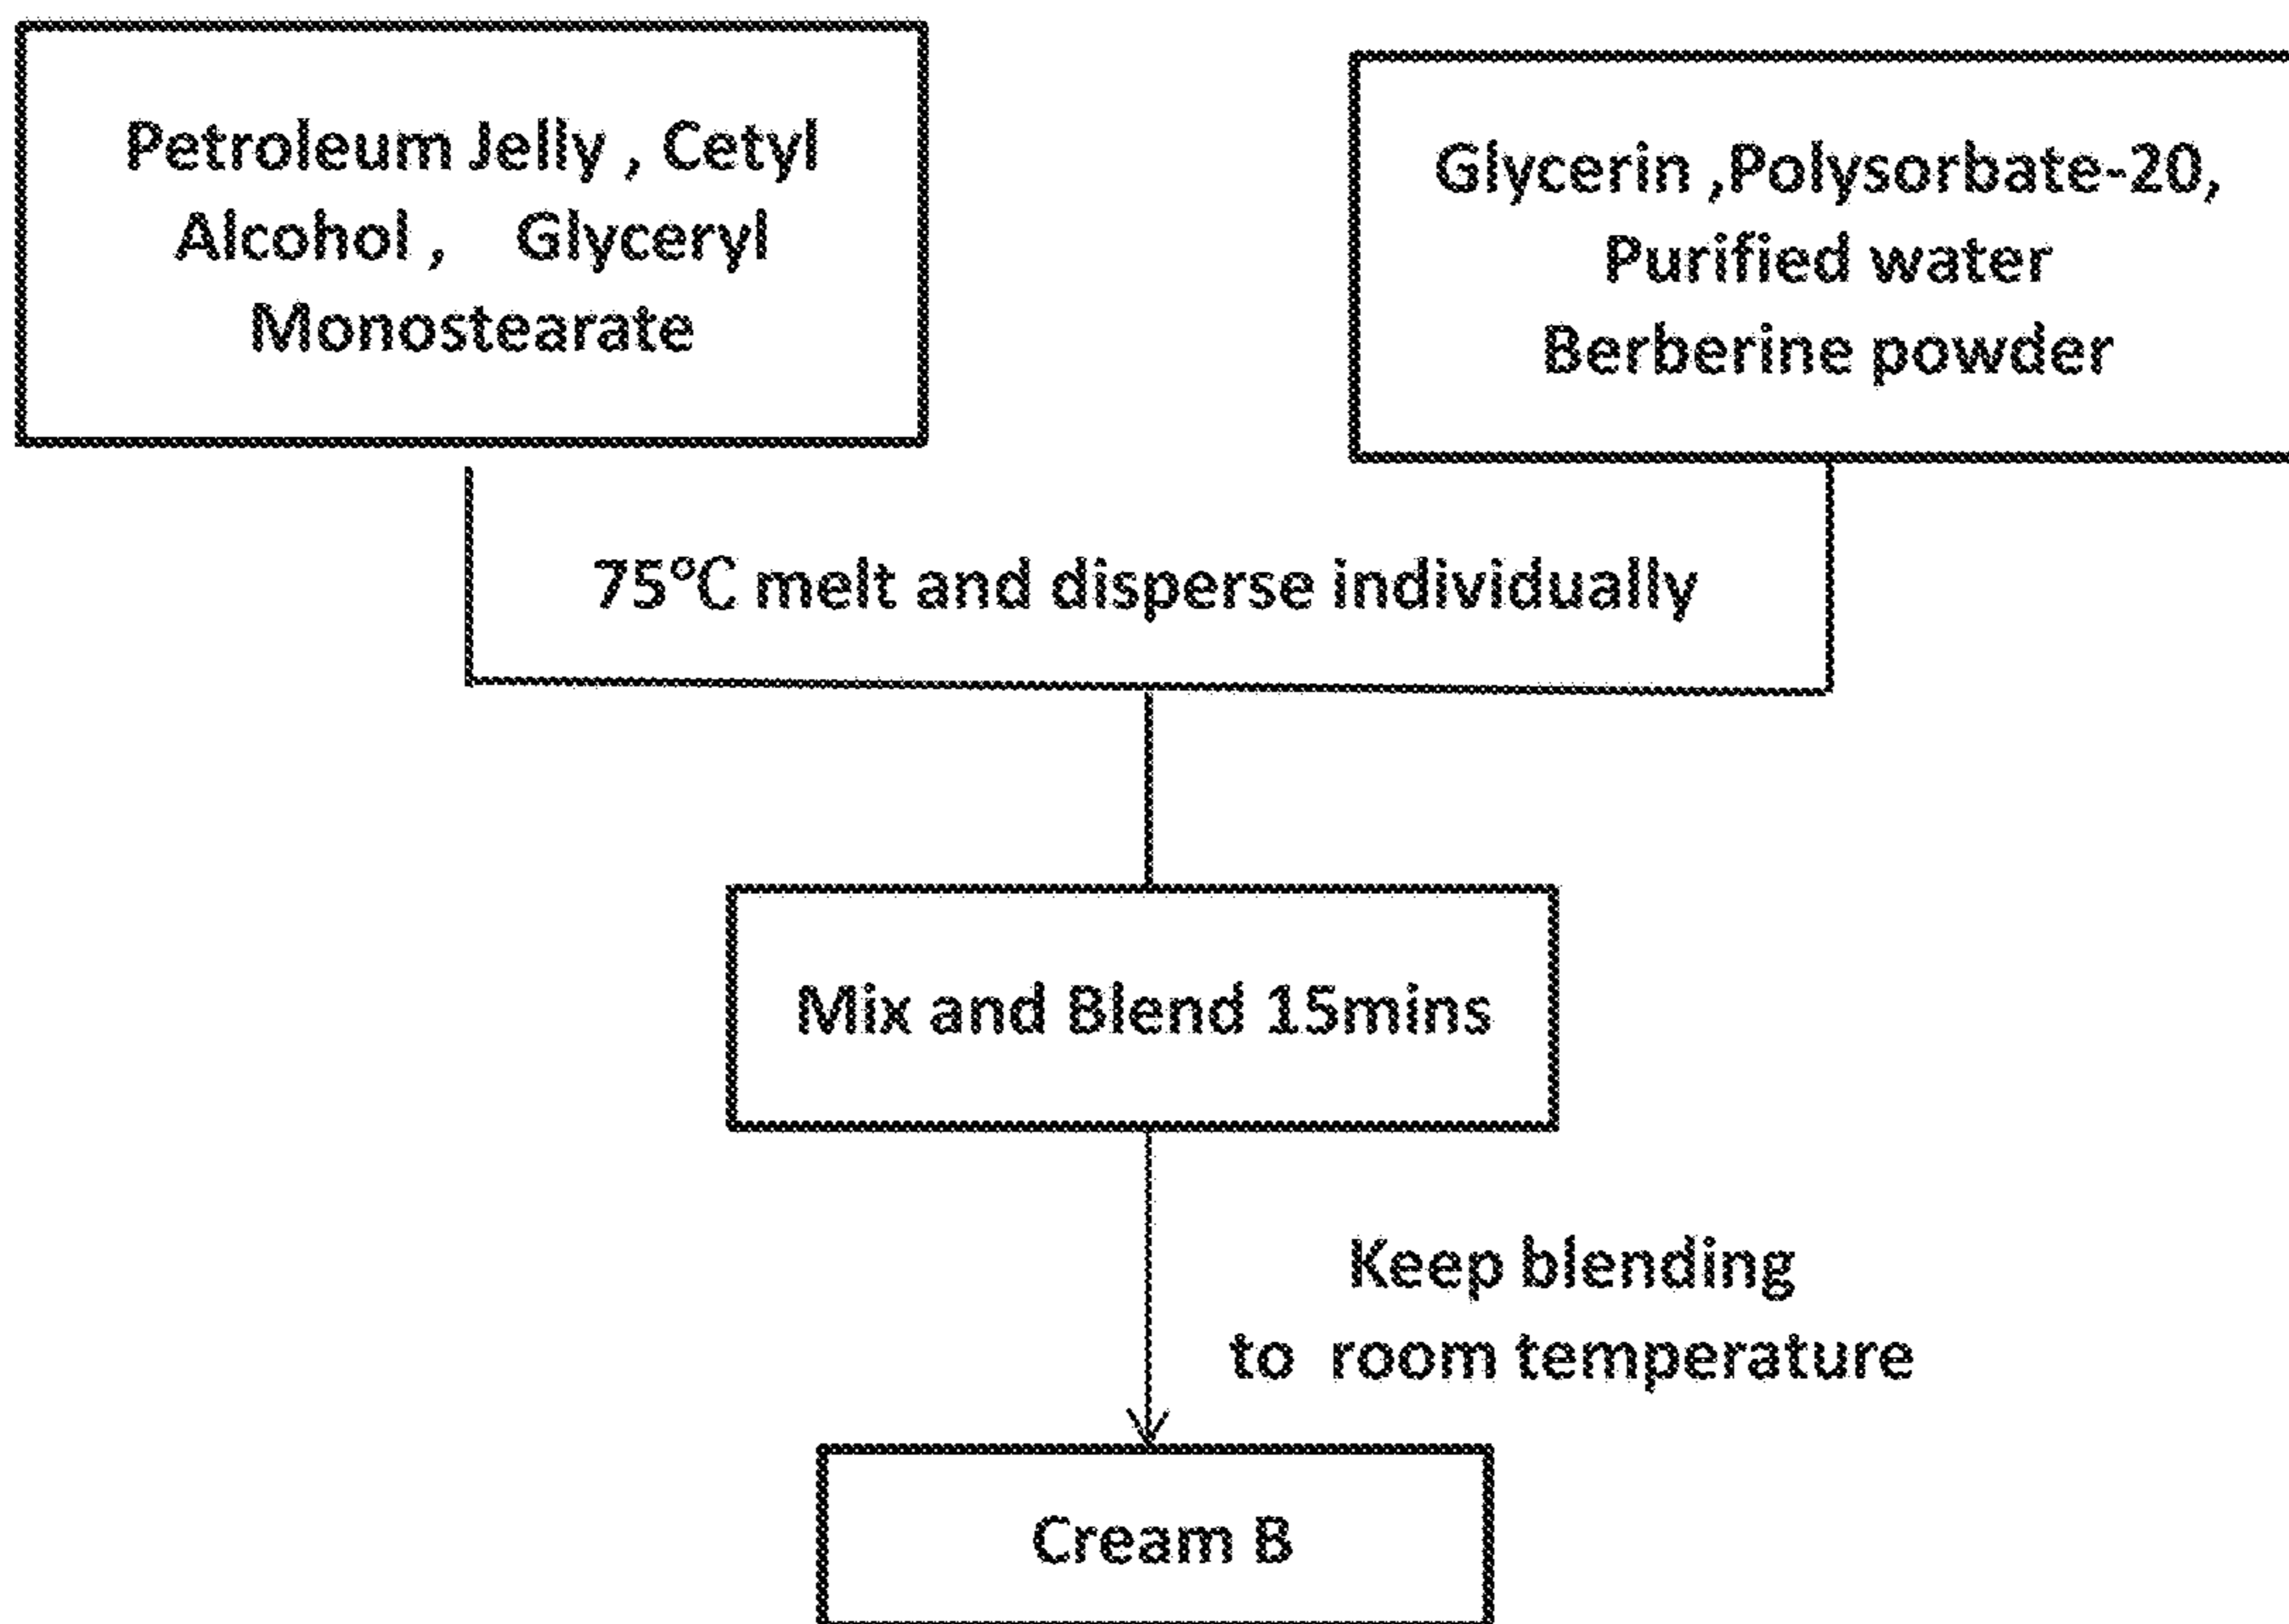 Petroleum Jelly , Cetyl
Alcohol ,   Glyceryl
Monostearate
Glycerin ,Polysorbate-20,
Purified water
Berberine powder
75℃ melt and disperse individually
Mix and Blend 15mins
Keep blending
to  room temperature
Cream B